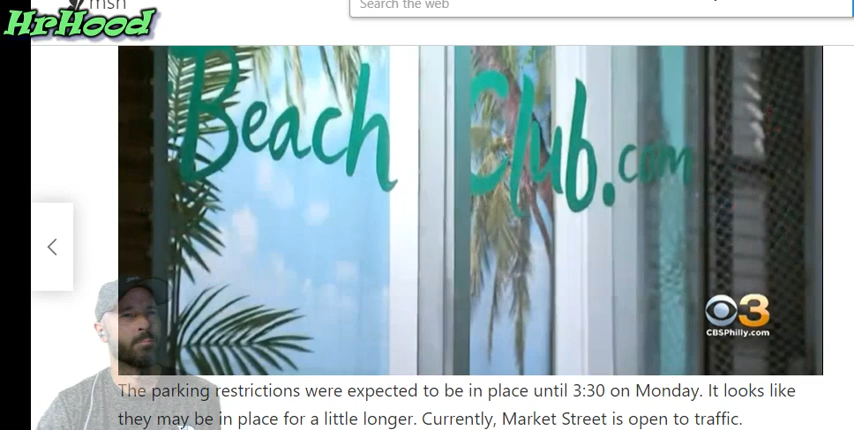 msn
Search the web
HrHood
Beach Club.com
3
CBSPhilly.com
The parking restrictions were expected to be in place until 3:30 on Monday. It looks like
they may be in place for a little longer. Currently, Market Street is open to traffic.